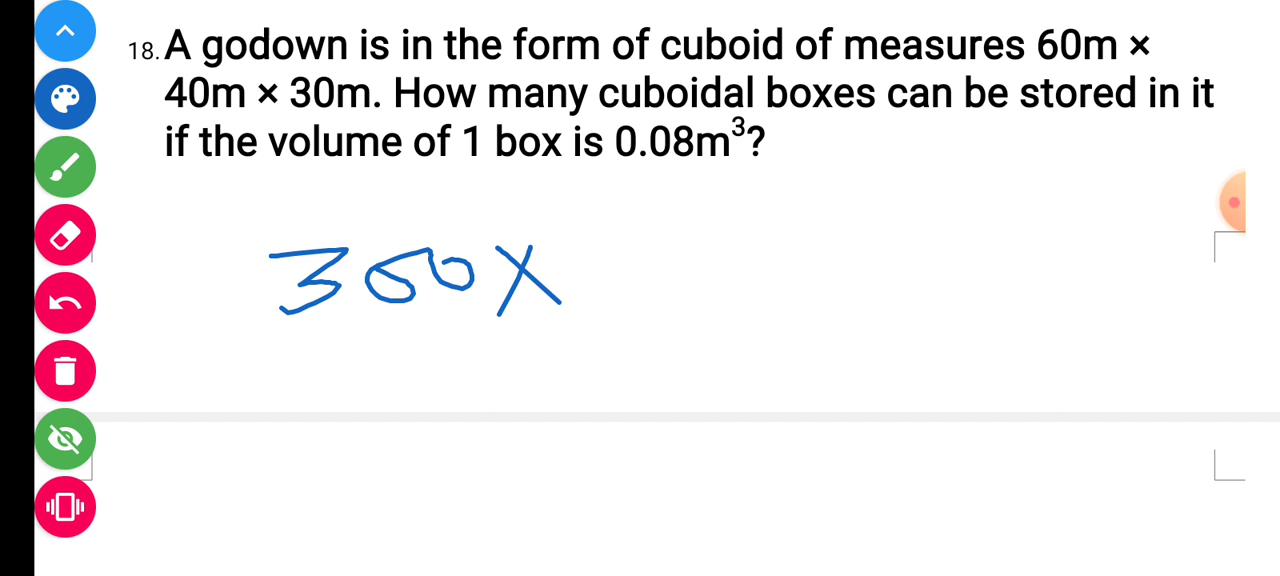 18. A godown is in the form of cuboid of measures 60m ×
40m × 30m. How many cuboidal boxes can be stored in it
if the volume of 1 box is 0.08m³?
300X